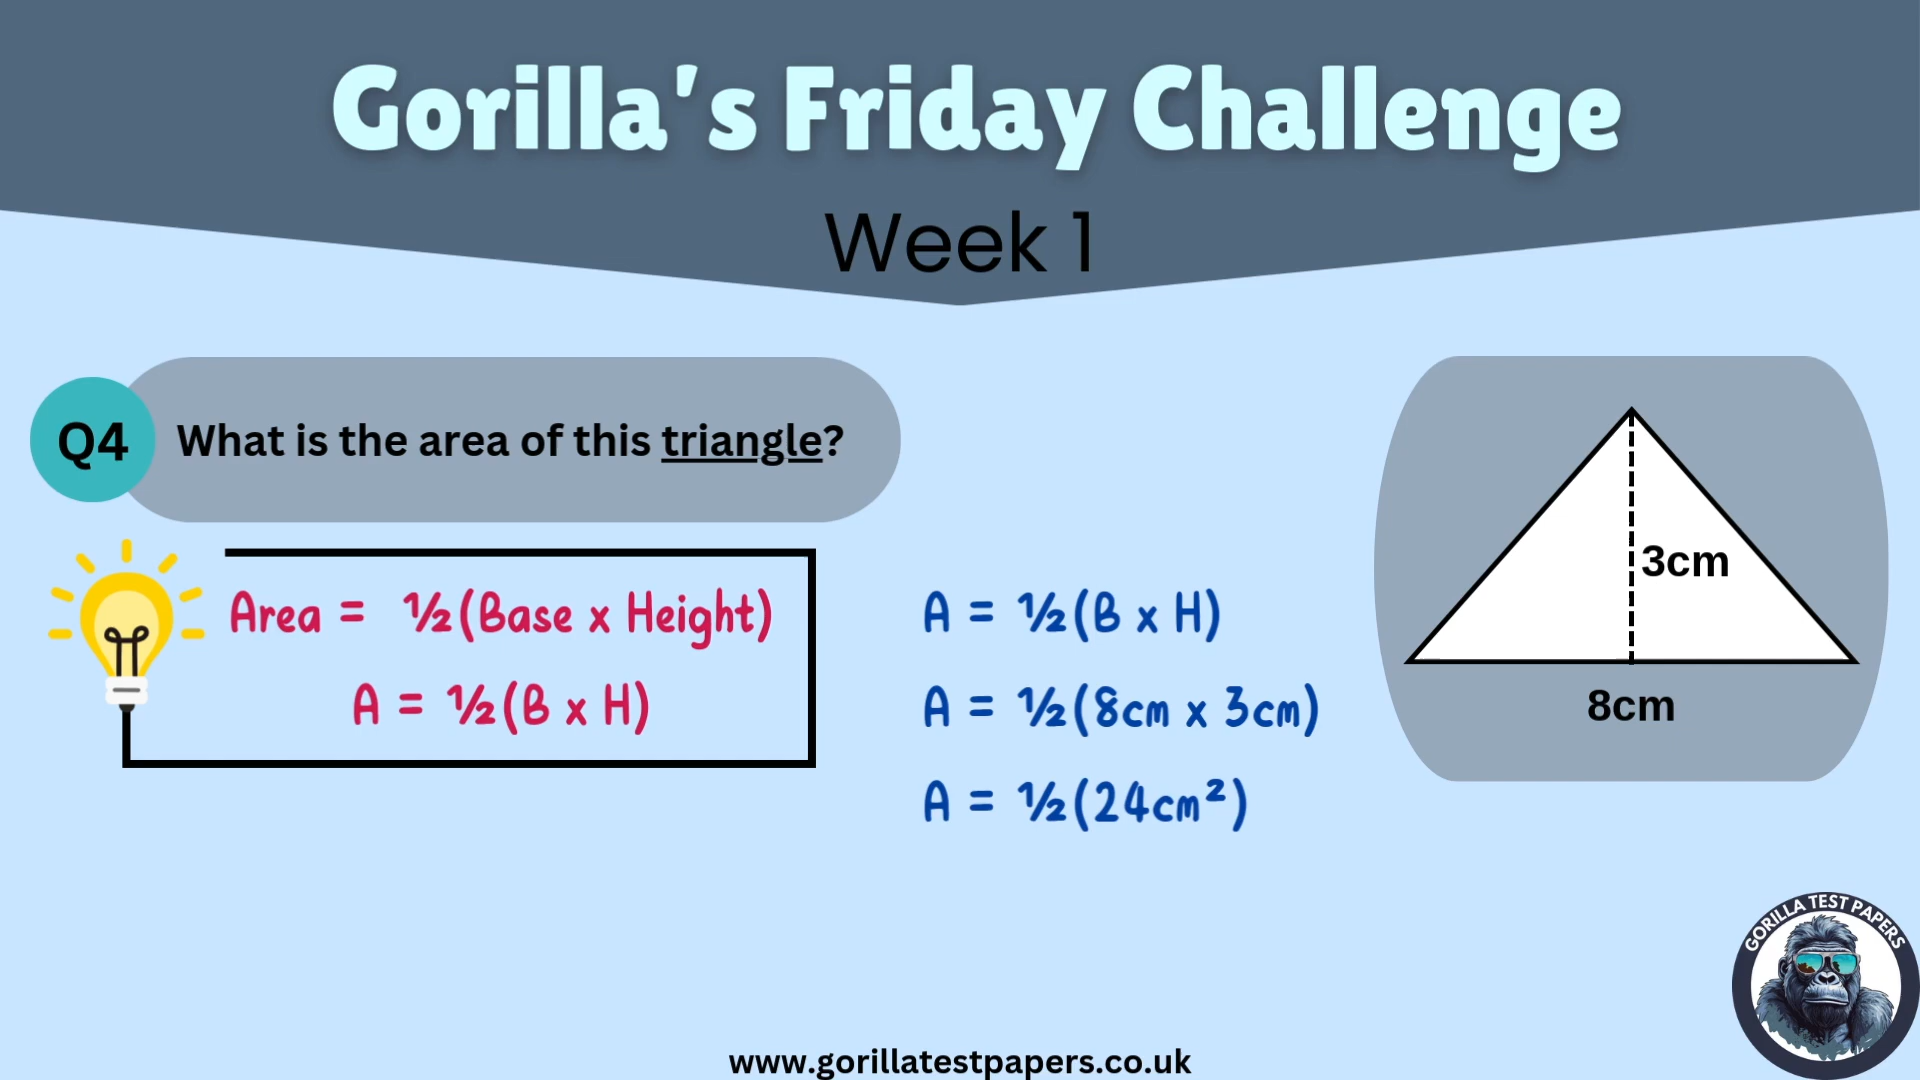 Gorilla's Friday Challenge
Week 1
Q4
What is the area of this triangle?
Area = ½(Base x Height)
A = ½(B x H)
A = ½(B x H)
A = ½(8cm x 3cm)
A = ½(24cm²)
3cm
8cm
GORILLA TEST PAPERS
www.gorillatestpapers.co.uk